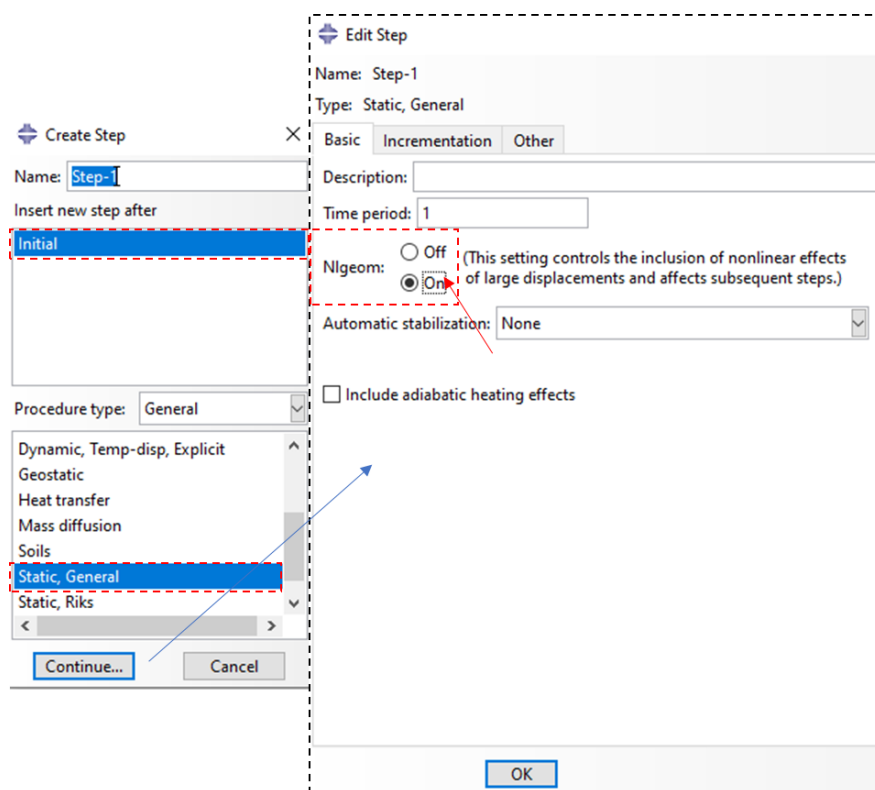 Create Step
Name: Step-1
Insert new step after
Initial
Procedure type: General
Dynamic, Temp-disp, Explicit
Geostatic
Heat transfer
Mass diffusion
Soils
Static, General
Static, Riks
Continue... Cancel
Edit Step
Name: Step-1
Type: Static, General
Basic Incrementation Other
Description:
Time period: 1
Nlgeom: Off
On
(This setting controls the inclusion of nonlinear effects
of large displacements and affects subsequent steps.)
Automatic stabilization: None
Include adiabatic heating effects
OK